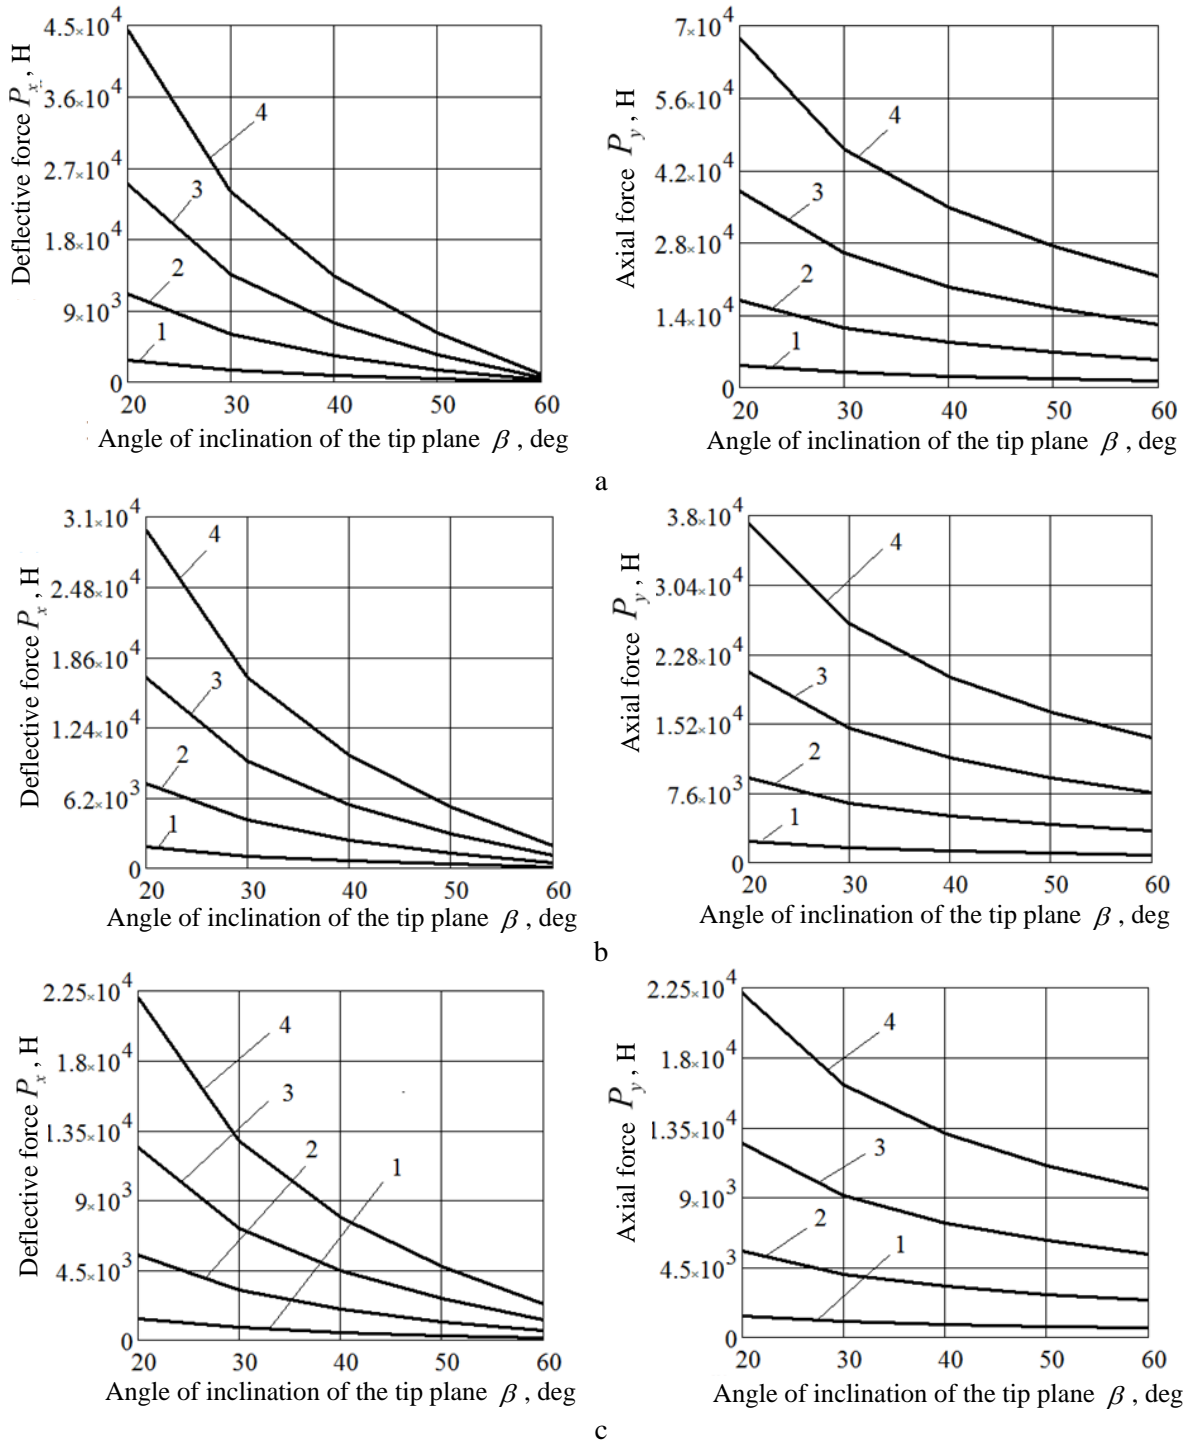 Deflective force P_x, H
4.5×10^4
3.6×10^4
2.7×10^4
1.8×10^4
9×10^3
0
4
3
2
1
20 30 40 50 60
Angle of inclination of the tip plane β , deg
Axial force P_y , H
7×10^4
5.6×10^4
4.2×10^4
2.8×10^4
1.4×10^4
0
4
3
2
1
20 30 40 50 60
Angle of inclination of the tip plane β , deg
a
Deflective force P_x , H
3.1×10^4
2.48×10^4
1.86×10^4
1.24×10^4
6.2×10^3
0
4
3
2
1
20 30 40 50 60
Angle of inclination of the tip plane β , deg
Axial force P_y , H
3.8×10^4
3.04×10^4
2.28×10^4
1.52×10^4
7.6×10^3
0
4
3
2
1
20 30 40 50 60
Angle of inclination of the tip plane β , deg
b
Deflective force P_x , H
2.25×10^4
1.8×10^4
1.35×10^4
9×10^3
4.5×10^3
0
4
3
2
1
20 30 40 50 60
Angle of inclination of the tip plane β , deg
Axial force P_y , H
2.25×10^4
1.8×10^4
1.35×10^4
9×10^3
4.5×10^3
0
4
3
2
1
20 30 40 50 60
Angle of inclination of the tip plane β , deg
c